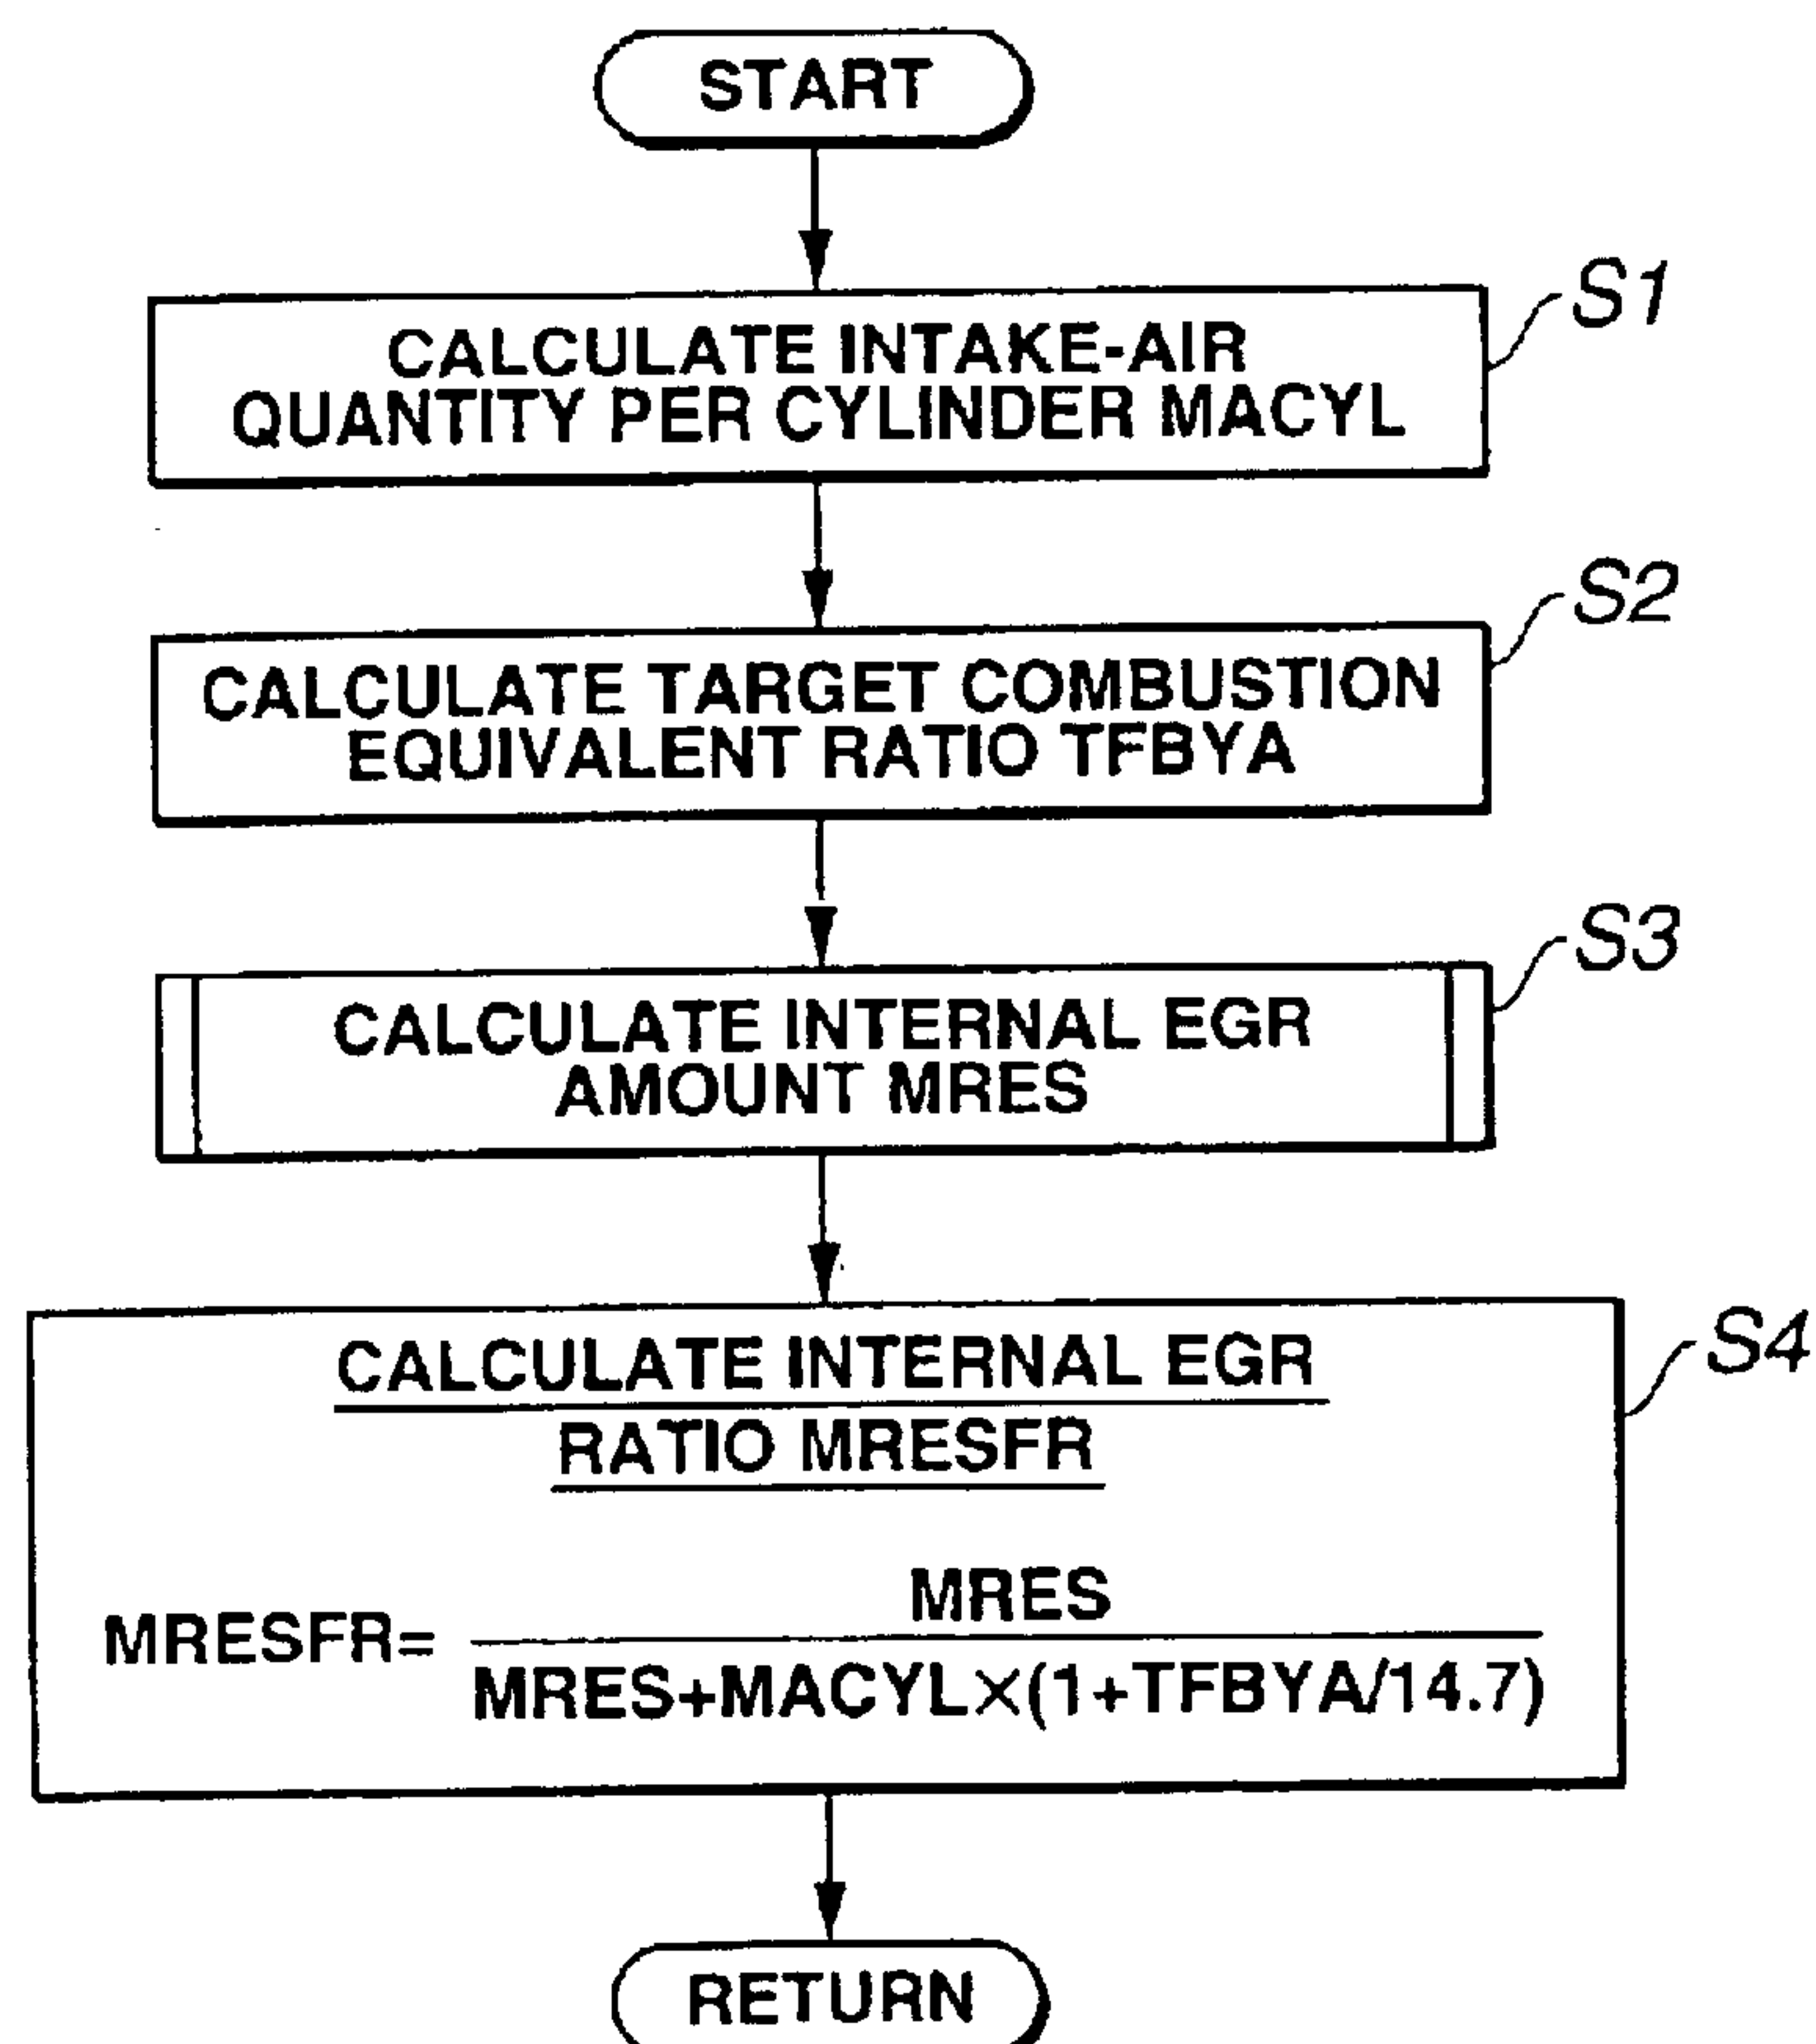 START
S1
CALCULATE INTAKE-AIR
QUANTITY PER CYLINDER MACYL
S2
CALCULATE TARGET COMBUSTION
EQUIVALENT RATIO TFBYA
S3
CALCULATE INTERNAL EGR
AMOUNT MRES
S4
CALCULATE INTERNAL EGR
RATIO MRESFR
MRES
MRESFR=
MRES+MACYL×(1+TFBYA/14.7)
RETURN